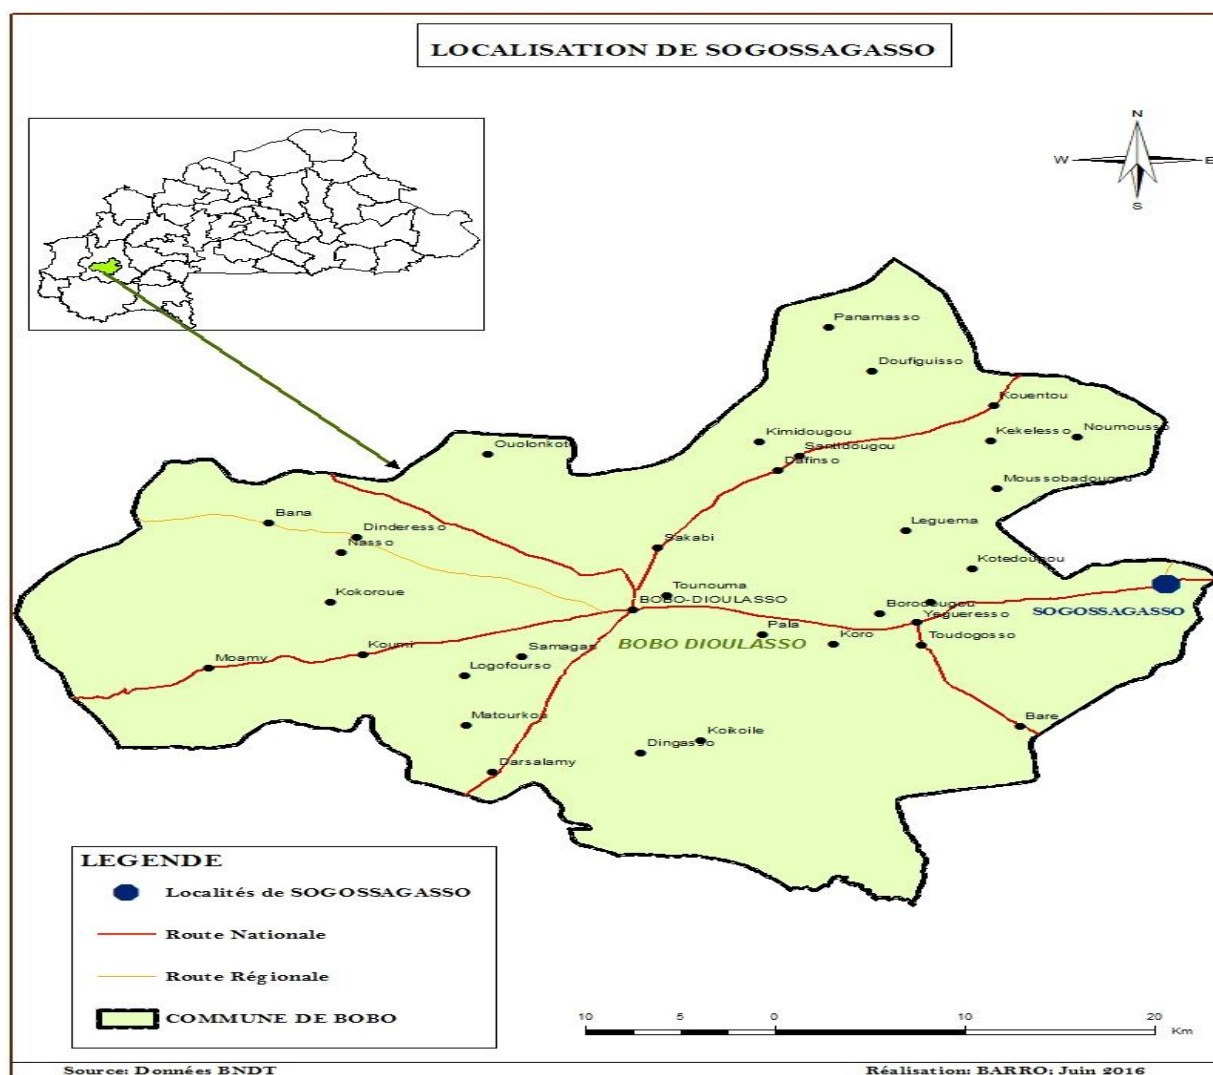 LOCALISATION DE SOGOSSAGASSO
N
W E
S
Panamasso
Doufiguisso
Kouentou
Kimidougou
Santidougou
Kekelesso
Noumousso
Ouolonkoto
Dafinso
Moussobadougou
Bana
Dinderesso
Leguema
Nasso
Sakabi
Kotedougou
Tounouma
Kokoroue
BOBO-DIOULASSO
Borodougou
SOGOSSAGASSO
Yegueresso
Pala
BOBO DIOULASSO
Koro
Toudogosso
Koumi
Samagan
Moamy
Logofourso
Matourkou
Bare
Koikoile
Dingasso
Darsalamy
LEGENDE
Localités de SOGOSSAGASSO
Route Nationale
Route Régionale
COMMUNE DE BOBO
10 5 0 10 20
Km
Source: Données BNDT
Réalisation: BARRO; Juin 2016